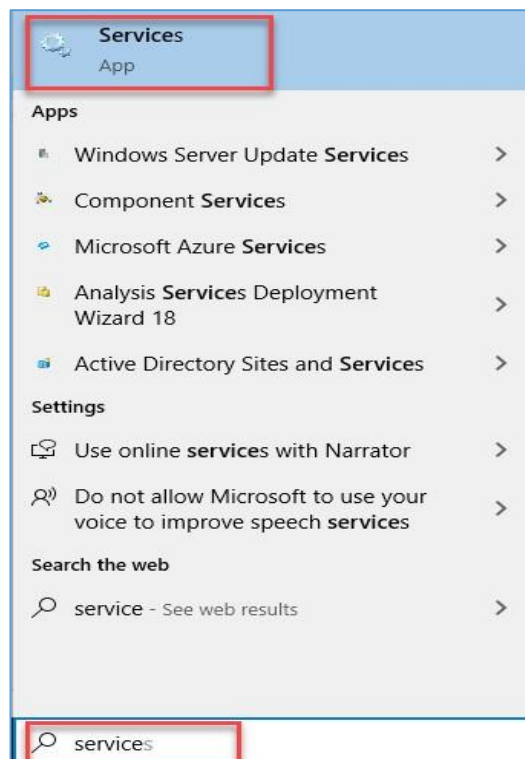 Services
App
Apps
Windows Server Update Services
Component Services
Microsoft Azure Services
Analysis Services Deployment
Wizard 18
Active Directory Sites and Services
Settings
Use online services with Narrator
Do not allow Microsoft to use your
voice to improve speech services
Search the web
service - See web results
services